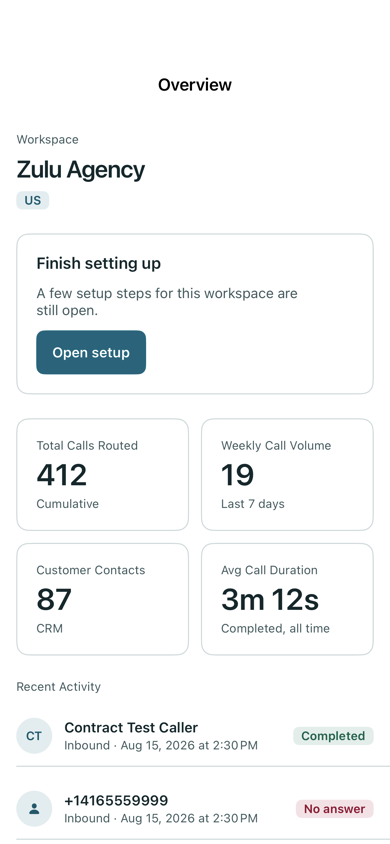 Overview
Workspace
Zulu Agency
US
Finish setting up
A few setup steps for this workspace are
still open.
Open setup
Total Calls Routed
412
Cumulative
Weekly Call Volume
19
Last 7 days
Customer Contacts
87
CRM
Avg Call Duration
3m 12s
Completed, all time
Recent Activity
CT
Contract Test Caller
Inbound · Aug 15, 2026 at 2:30 PM
Completed
+14165559999
Inbound · Aug 15, 2026 at 2:30 PM
No answer